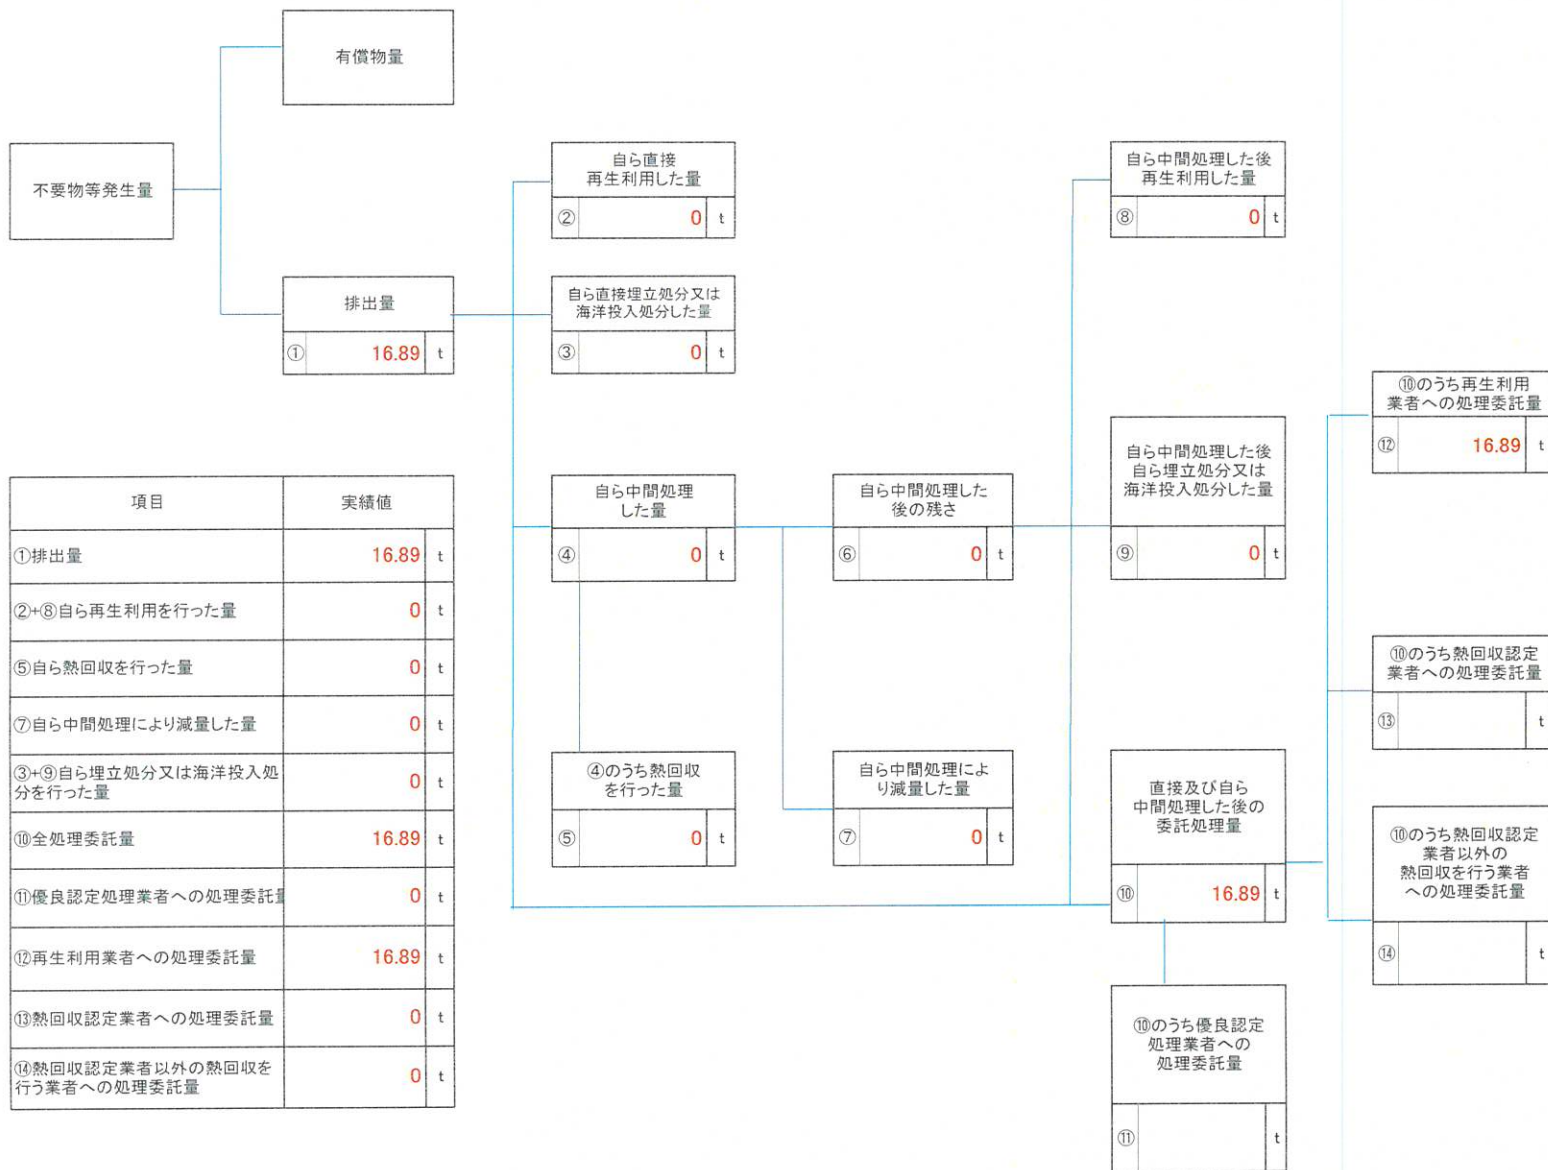 有償物量
不要物等発生量
排出量
① 16.89 t
自ら直接
再生利用した量
② 0 t
自ら直接埋立処分又は
海洋投入処分した量
③ 0 t
自ら中間処理
した量
④ 0 t
④のうち熱回収
を行った量
⑤ 0 t
自ら中間処理した
後の残さ
⑥ 0 t
自ら中間処理によ
り減量した量
⑦ 0 t
自ら中間処理した後
再生利用した量
⑧ 0 t
自ら中間処理した後
自ら埋立処分又は
海洋投入処分した量
⑨ 0 t
直接及び自ら
中間処理した後の
委託処理量
⑩ 16.89 t
⑩のうち優良認定
処理業者への
処理委託量
⑪ t
⑩のうち再生利用
業者への処理委託量
⑫ 16.89 t
⑩のうち熱回収認定
業者への処理委託量
⑬ t
⑩のうち熱回収認定
業者以外の
熱回収を行う業者
への処理委託量
⑭ t
項目 実績値
①排出量 16.89 t
②+⑧自ら再生利用を行った量 0 t
⑤自ら熱回収を行った量 0 t
⑦自ら中間処理により減量した量 0 t
③+⑨自ら埋立処分又は海洋投入処
分を行った量 0 t
⑩全処理委託量 16.89 t
⑪優良認定処理業者への処理委託量 0 t
⑫再生利用業者への処理委託量 16.89 t
⑬熱回収認定業者への処理委託量 0 t
⑭熱回収認定業者以外の熱回収を
行う業者への処理委託量 0 t